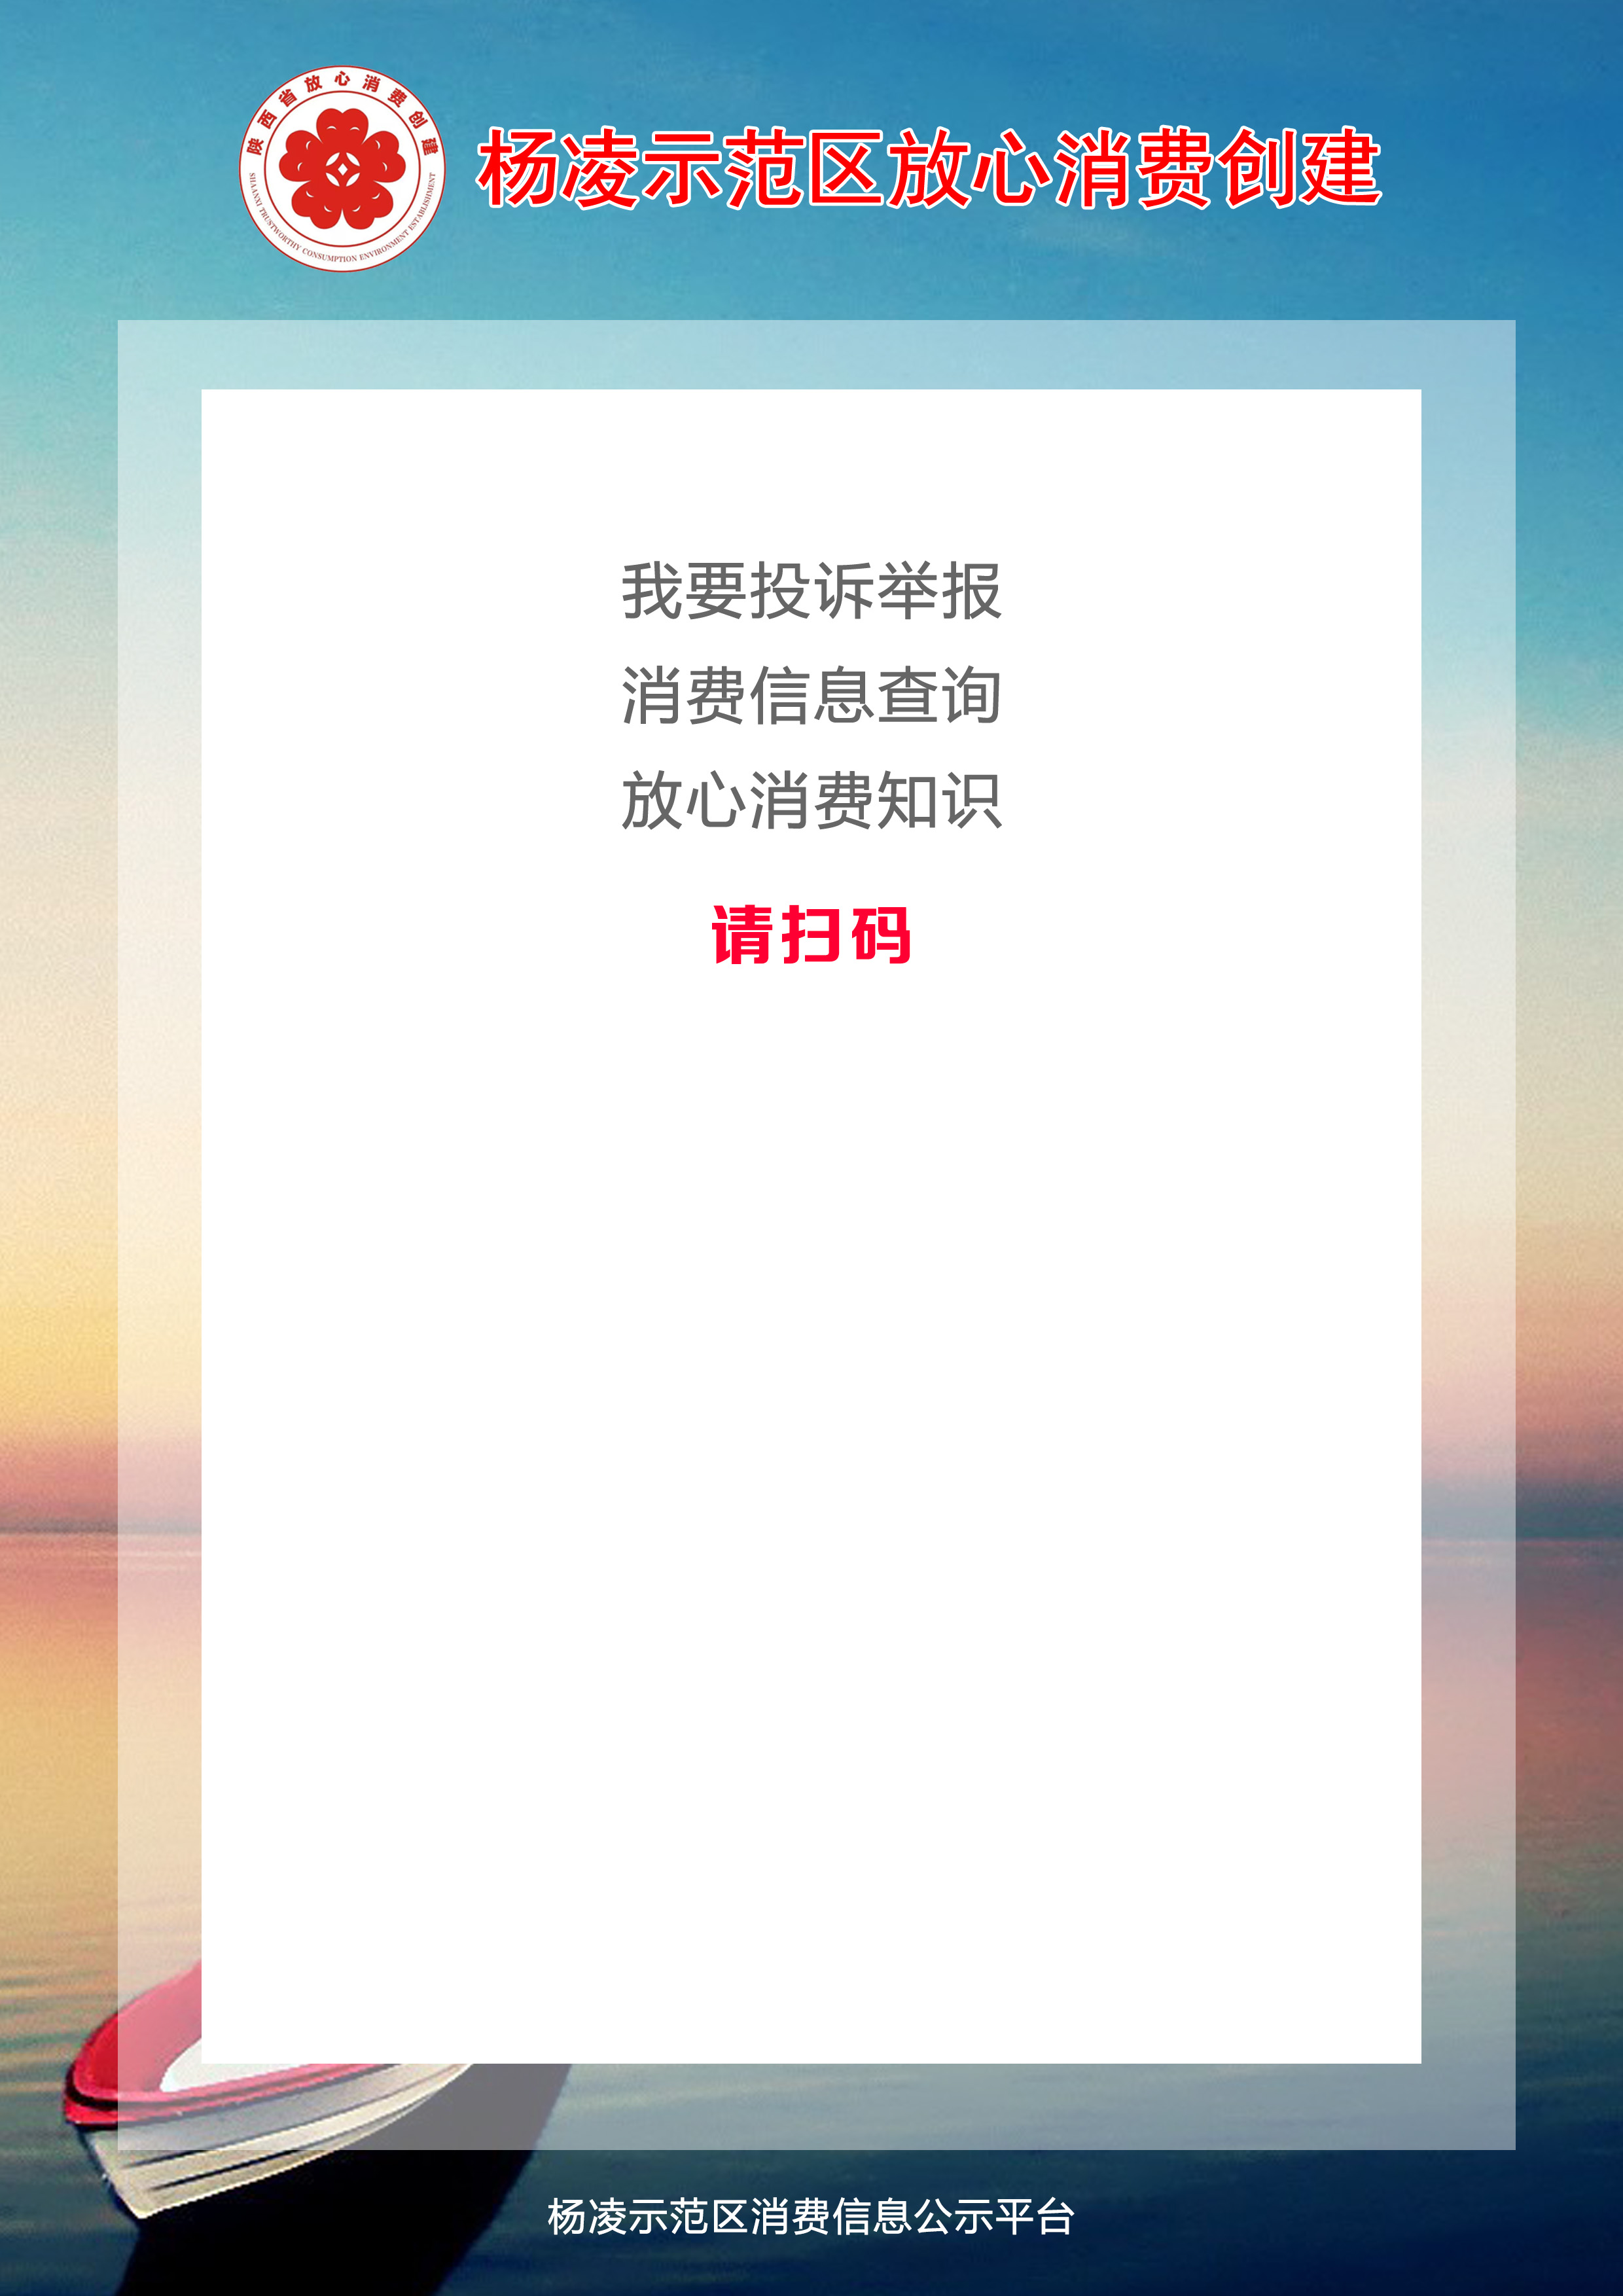 陕西省放心消费创建
SHAANXI TRUSTWORTHY CONSUMPTION ENVIRONMENT ESTABLISHMENT
杨凌示范区放心消费创建
我要投诉举报
消费信息查询
放心消费知识
请扫码
杨凌示范区消费信息公示平台